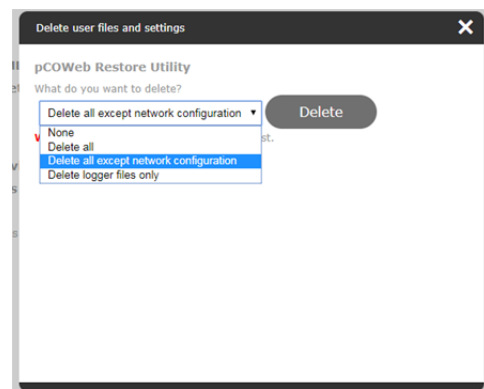 Delete user files and settings
pCOWeb Restore Utility
What do you want to delete?
Delete all except network configuration
Delete
None
st.
Delete all
Delete all except network configuration
Delete logger files only